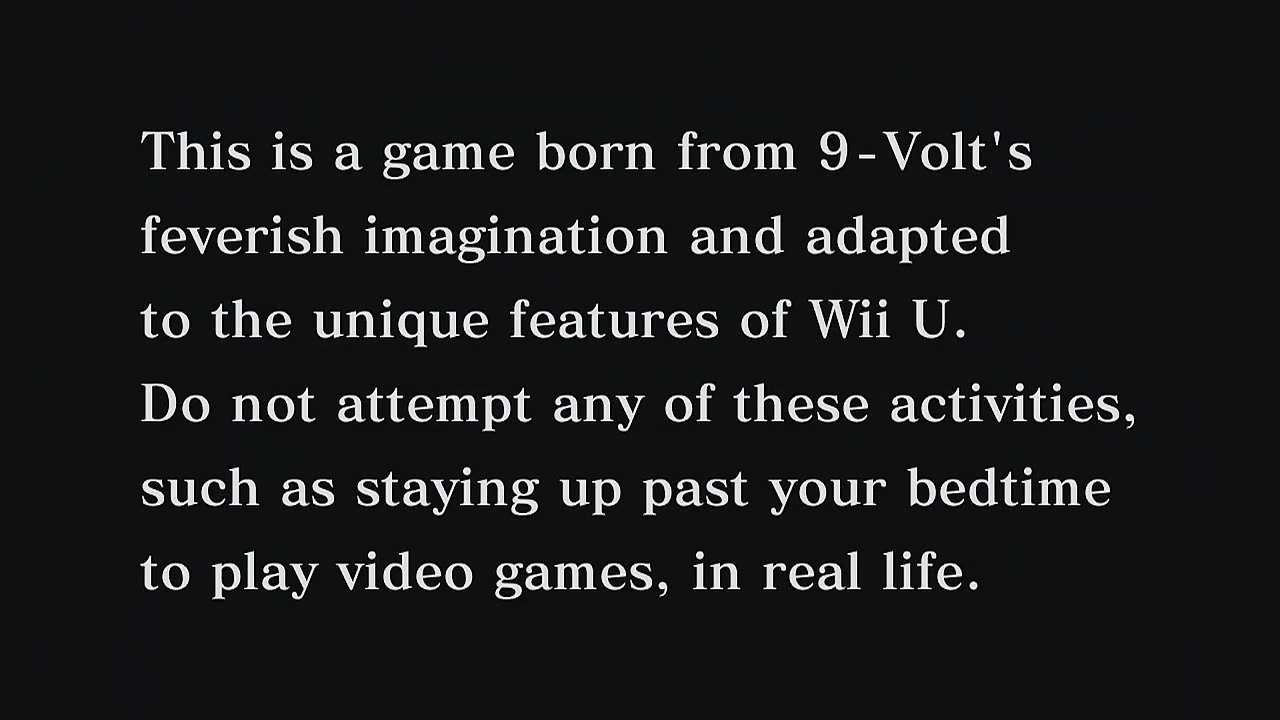 This is a game born from 9-Volt's
feverish imagination and adapted
to the unique features of Wii U.
Do not attempt any of these activities,
such as staying up past your bedtime
to play video games, in real life.